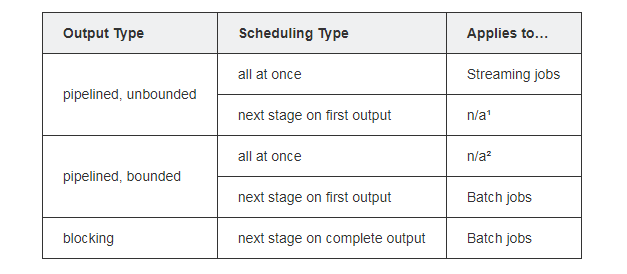 Output Type Scheduling Type Applies to…
pipelined, unbounded
all at once Streaming jobs
next stage on first output n/a¹
pipelined, bounded
all at once n/a²
next stage on first output Batch jobs
blocking next stage on complete output Batch jobs